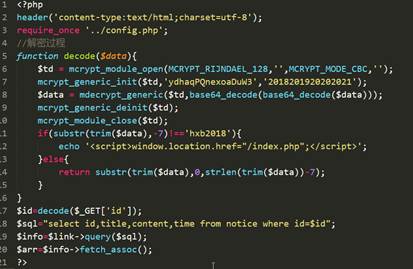 1 <?php
2 header('content-type:text/html;charset=utf-8');
3 require_once '../config.php';
4 //解密过程
5 function decode($data){
6 $td = mcrypt_module_open(MCRYPT_RIJNDAEL_128,'',MCRYPT_MODE_CBC,'');
7 mcrypt_generic_init($td,'ydhaqPQnexoaDuW3','2018201920202021');
8 $data = mdecrypt_generic($td,base64_decode(base64_decode($data)));
9 mcrypt_generic_deinit($td);
10 mcrypt_module_close($td);
11 if(substr(trim($data),-7)!=='hxb2018'){
12 echo '<script>window.location.href="/index.php";</script>';
13 }else{
14 return substr(trim($data),0,strlen(trim($data))-7);
15 }
16 }
17 $id=decode($_GET['id']);
18 $sql="select id,title,content,time from notice where id=$id";
19 $info=$link->query($sql);
20 $arr=$info->fetch_assoc();
21 ?>